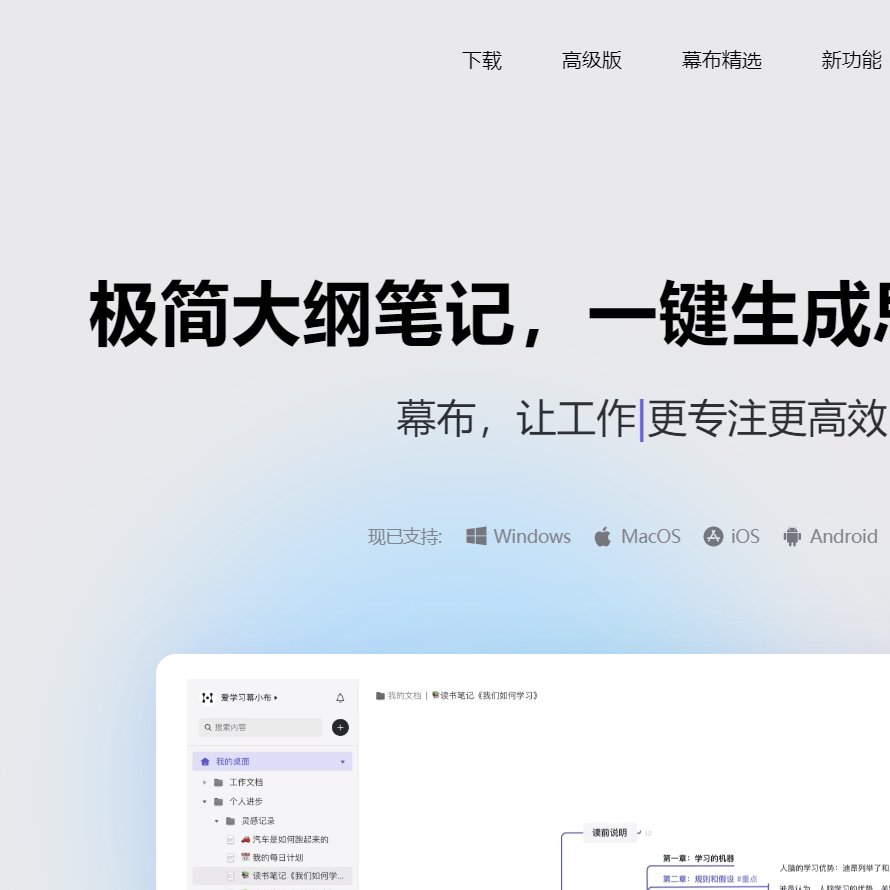 下载 高级版 幕布精选 新功能
极简大纲笔记，一键生成
幕布，让工作更专注更高效
现已支持: Windows MacOS iOS Android
爱学习幕小布
我的文档 | 读书笔记《我们如何学习》
搜索内容
我的桌面
工作文档
个人进步
灵感记录
读前说明 12
汽车是如何跑起来的
我的每日计划
第一章：学习的机器
人脑的学习优势：迪昂列举了和
读书笔记《我们如何学...
第二章：规则和假设 #重点